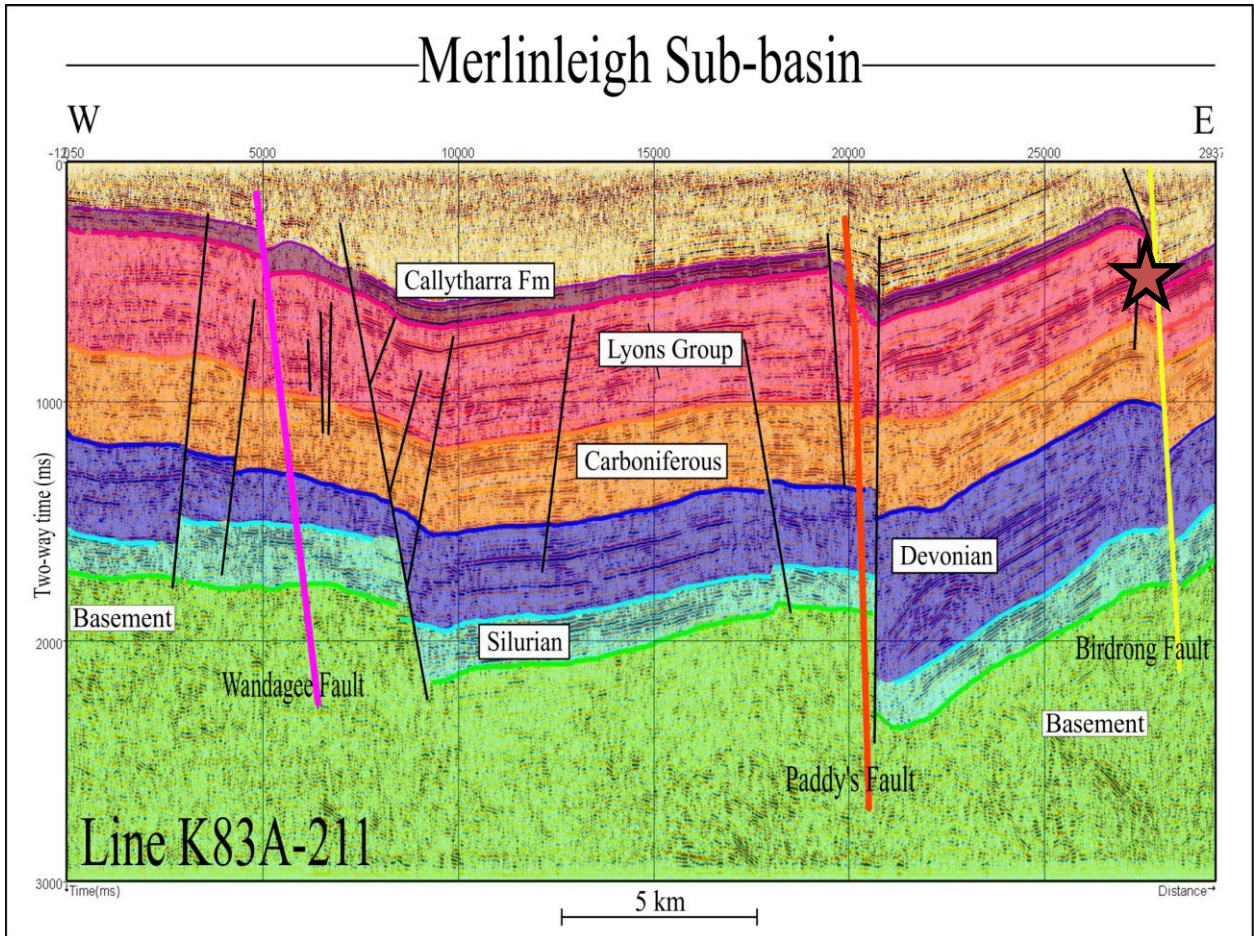 Merlinleigh Sub-basin
W
E
5000
10000
15000
20000
25000
2937
0
Callytharra Fm
Lyons Group
1000
Carboniferous
Two-way time (ms)
Devonian
Basement
Silurian
2000
Birdrong Fault
Wandagee Fault
Basement
Paddy's Fault
Line K83A-211
3000
Time(ms)
Distance
5 km